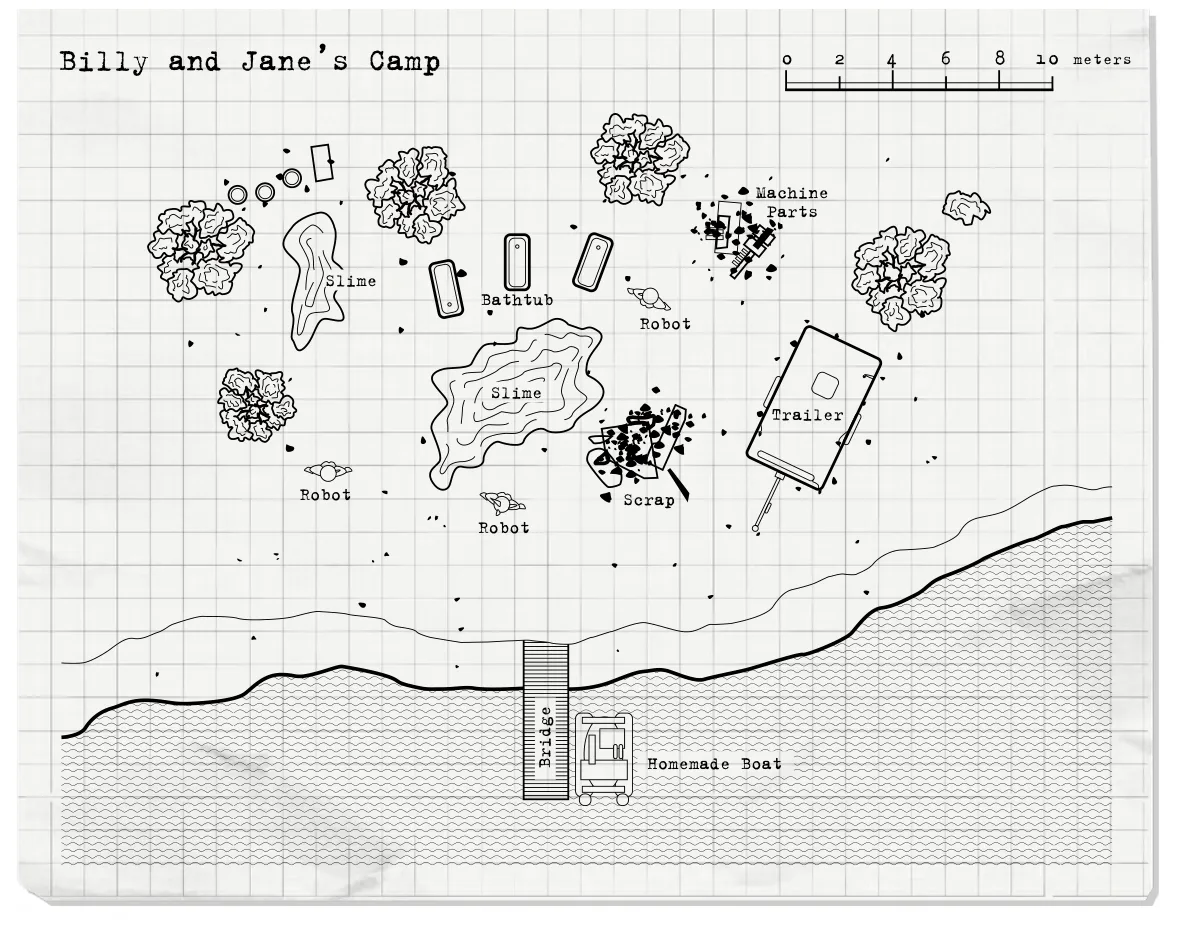 Billy and Jane's Camp
0 2 4 6 8 10 meters
Machine
Parts
Slime
Bathtub
Robot
Slime
Trailer
Robot
Scrap
Robot
Bridge
Homemade Boat